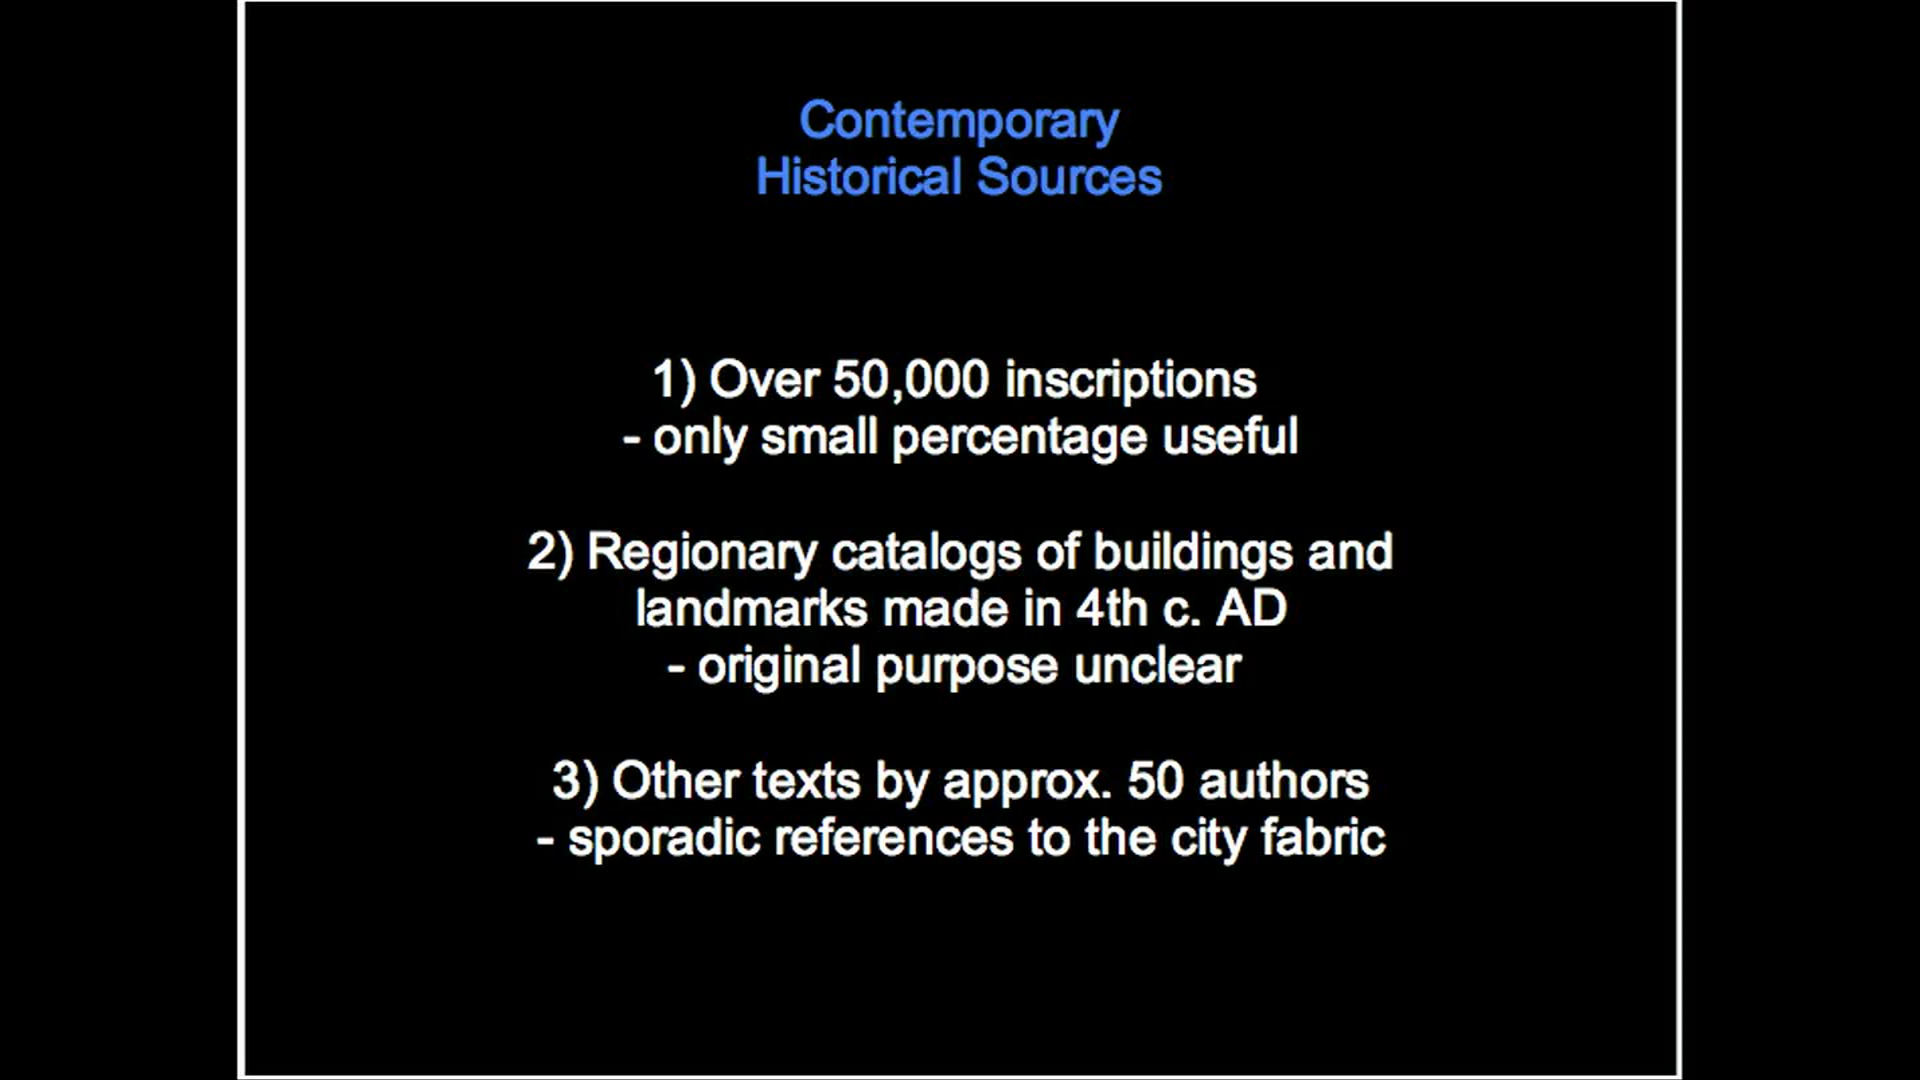 Contemporary
Historical Sources
1) Over 50,000 inscriptions
- only small percentage useful
2) Regionary catalogs of buildings and
landmarks made in 4th c. AD
- original purpose unclear
3) Other texts by approx. 50 authors
- sporadic references to the city fabric